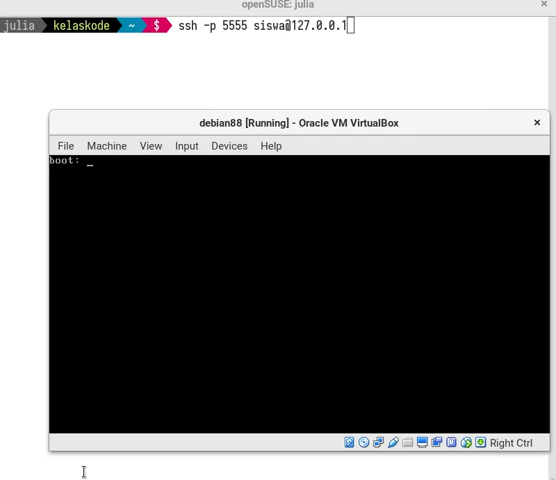 openSUSE: julia
julia kelaskode ~ $ ssh -p 5555 siswa@127.0.0.1
debian88 [Running] - Oracle VM VirtualBox
File Machine View Input Devices Help
boot: _
Right Ctrl